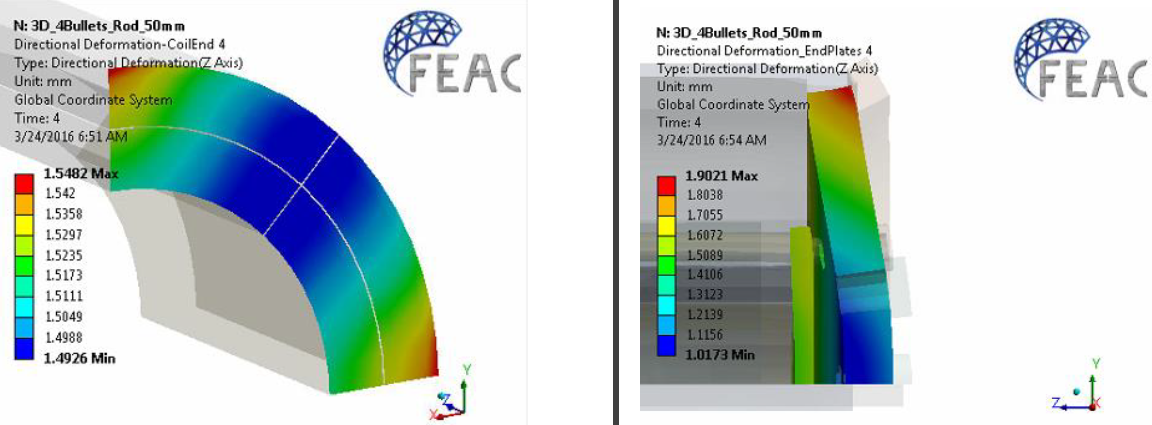 N: 3D_4Bullets_Rod_50mm
Directional Deformation-CoilEnd 4
Type: Directional Deformation(Z Axis)
Unit: mm
Global Coordinate System
Time: 4
3/24/2016 6:51 AM
FEAC
1.5482 Max
1.542
1.5358
1.5297
1.5235
1.5173
1.5111
1.5049
1.4988
1.4926 Min
Y
Z
X
N: 3D_4Bullets_Rod_50mm
Directional Deformation_EndPlates 4
Type: Directional Deformation(Z Axis)
Unit: mm
Global Coordinate System
Time: 4
3/24/2016 6:54 AM
FEAC
1.9021 Max
1.8038
1.7055
1.6072
1.5089
1.4106
1.3123
1.2139
1.1156
1.0173 Min
Y
Z
X